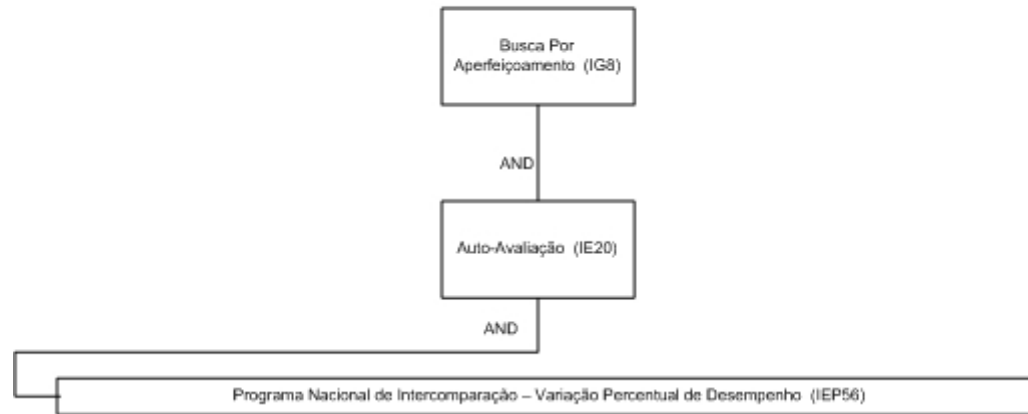 Busca Por
Aperfeiçoamento (IG8)
AND
Auto-Avaliação (IE20)
AND
Programa Nacional de Intercomparação – Variação Percentual de Desempenho (IEP56)